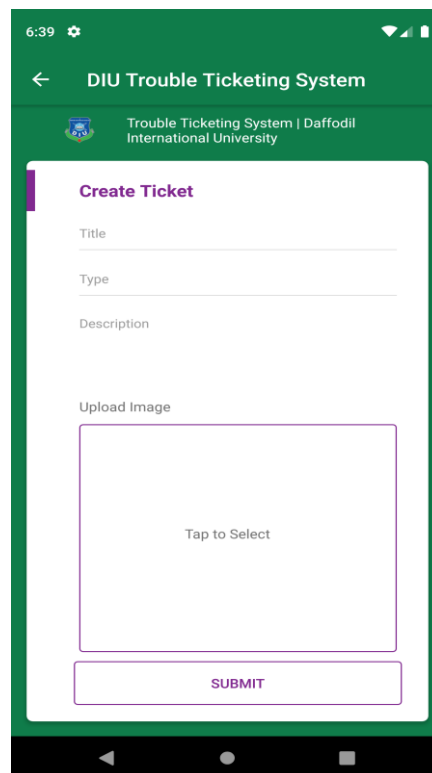 6:39
DIU Trouble Ticketing System
Trouble Ticketing System | Daffodil
International University
Create Ticket
Title
Type
Description
Upload Image
Tap to Select
SUBMIT